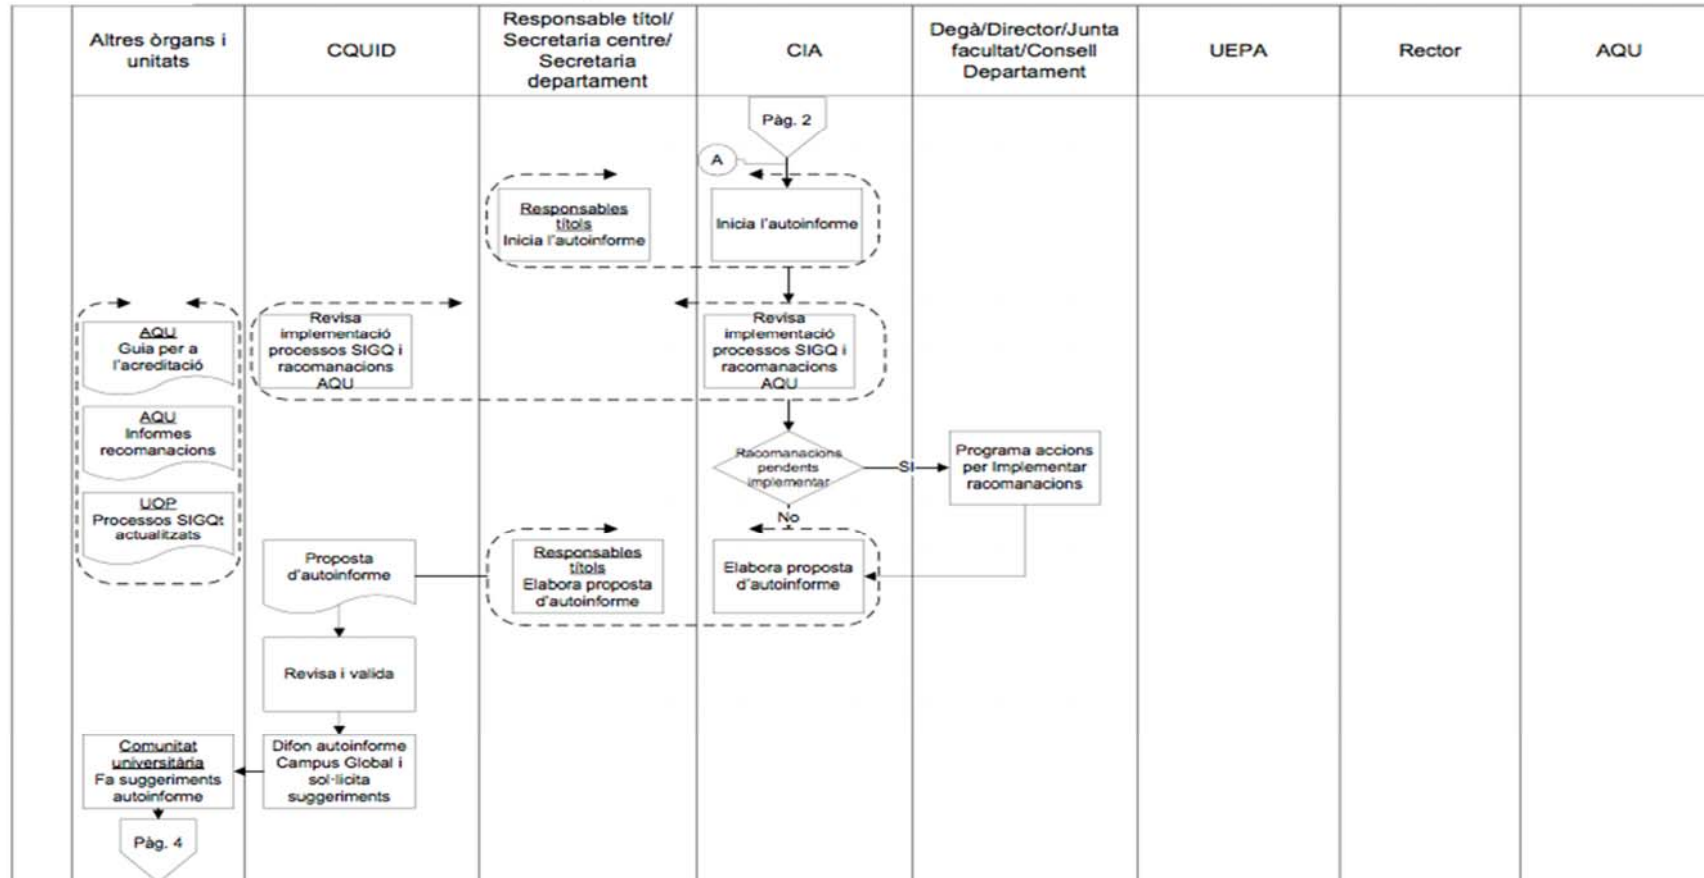 Altres òrgans i
unitats
CQUID
Responsable títol/
Secretaria centre/
Secretaria
departament
CIA
Degà/Director/Junta
facultat/Consell
Departament
UEPA
Rector
AQU
Pàg. 2
A
Responsables
títols
Inicia l'autoinforme
Inicia l'autoinforme
AQU
Guia per a
l'acreditació
Revisa
implementació
processos SIGQ i
racomanacions
AQU
Revisa
implementació
processos SIGQ i
racomanacions
AQU
AQU
Informes
recomanacions
Racomanacions
pendents
implementar
SI
Programa accions
per Implementar
racomanacions
UOP
Processos SIGQt
actualitzats
No
Proposta
d'autoinforme
Responsables
títols
Elabora proposta
d'autoinforme
Elabora proposta
d'autoinforme
Revisa i valida
Comunitat
universitària
Fa suggeriments
autoinforme
Difon autoinforme
Campus Global i
sol·licita
suggeriments
Pàg. 4